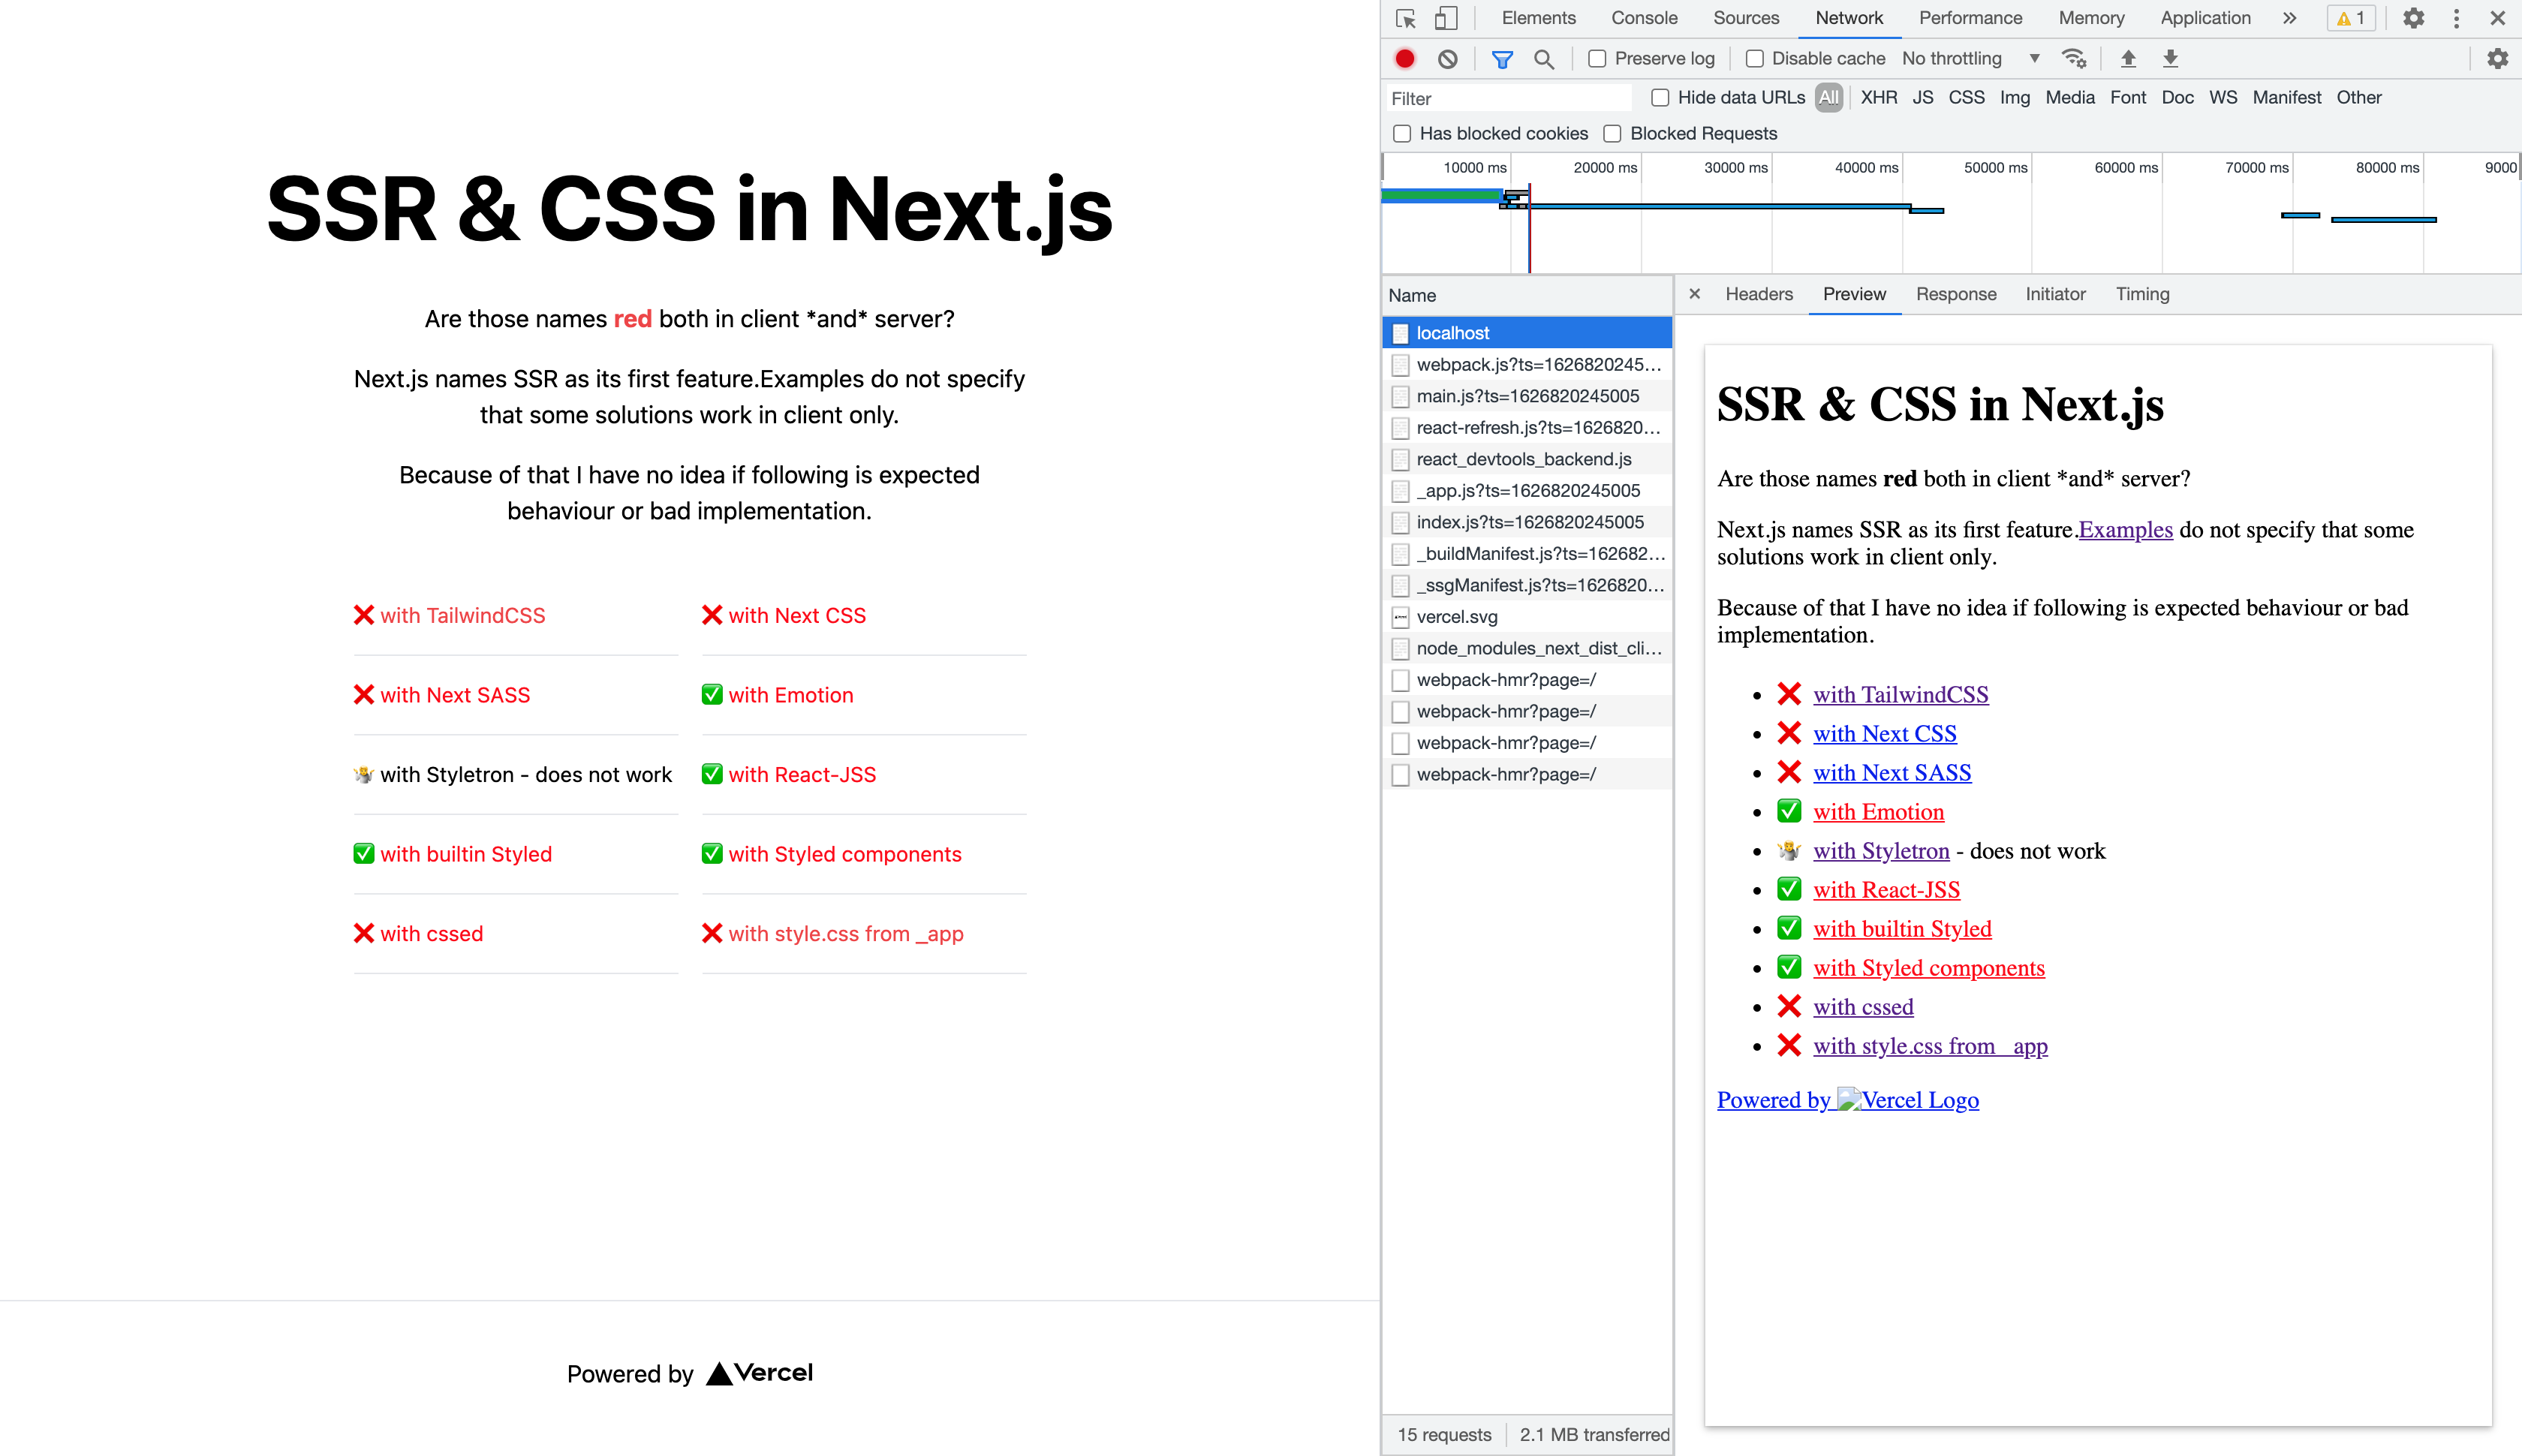 SSR & CSS in Next.js
Are those names red both in client *and* server?
Next.js names SSR as its first feature.Examples do not specify
that some solutions work in client only.
Because of that I have no idea if following is expected
behaviour or bad implementation.
❌ with TailwindCSS
❌ with Next CSS
❌ with Next SASS
✅ with Emotion
🤷 with Styletron - does not work
✅ with React-JSS
✅ with builtin Styled
✅ with Styled components
❌ with cssed
❌ with style.css from _app
Powered by Vercel
Elements Console Sources Network Performance Memory Application » 1
Preserve log Disable cache No throttling
Filter Hide data URLs All XHR JS CSS Img Media Font Doc WS Manifest Other
Has blocked cookies Blocked Requests
10000 ms 20000 ms 30000 ms 40000 ms 50000 ms 60000 ms 70000 ms 80000 ms 9000
Name
localhost
webpack.js?ts=1626820245…
main.js?ts=1626820245005
react-refresh.js?ts=1626820…
react_devtools_backend.js
_app.js?ts=1626820245005
index.js?ts=1626820245005
_buildManifest.js?ts=162682…
_ssgManifest.js?ts=1626820…
vercel.svg
node_modules_next_dist_cli…
webpack-hmr?page=/
webpack-hmr?page=/
webpack-hmr?page=/
webpack-hmr?page=/
15 requests 2.1 MB transferred
× Headers Preview Response Initiator Timing
SSR & CSS in Next.js
Are those names red both in client *and* server?
Next.js names SSR as its first feature.Examples do not specify that some
solutions work in client only.
Because of that I have no idea if following is expected behaviour or bad
implementation.
• ❌ with TailwindCSS
• ❌ with Next CSS
• ❌ with Next SASS
• ✅ with Emotion
• 🤷 with Styletron - does not work
• ✅ with React-JSS
• ✅ with builtin Styled
• ✅ with Styled components
• ❌ with cssed
• ❌ with style.css from _app
Powered by Vercel Logo